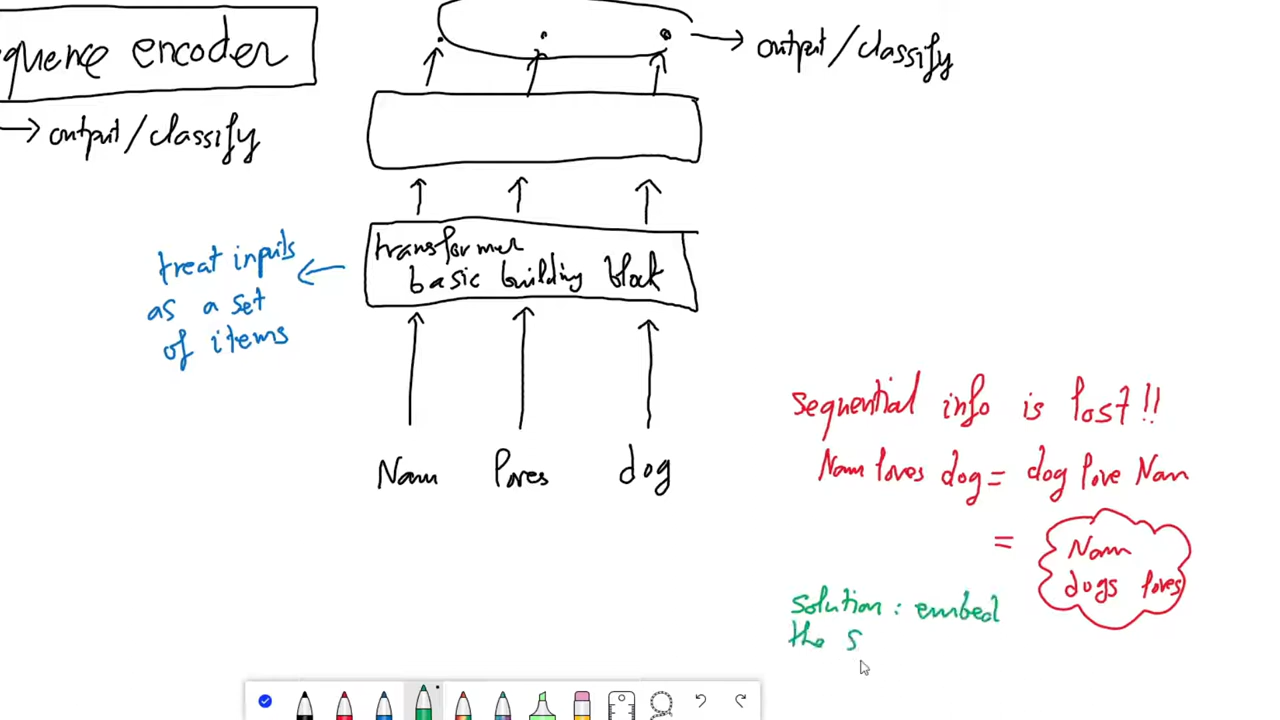 quence encoder
output/classify
output/classify
transformer
basic building block
treat inputs
as a set
of items
Nam loves dog
sequential info is lost!!
Nam loves dog = dog love Nam
=
Nam
dogs loves
solution: embed
the s